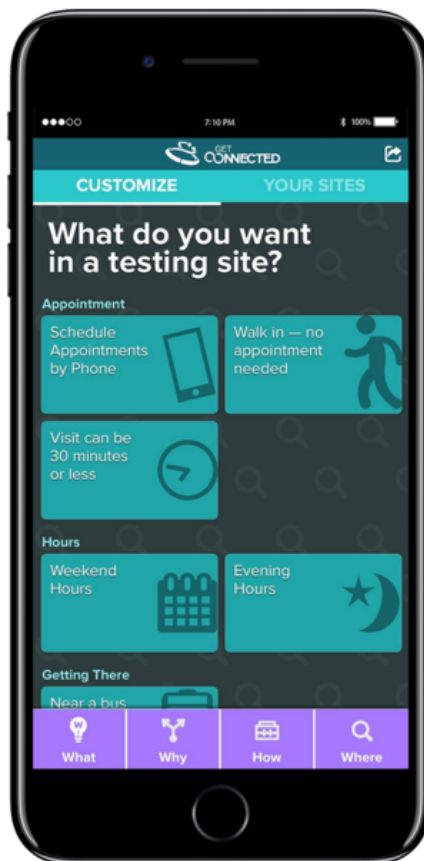 7:10 PM
100%
GET
CONNECTED
CUSTOMIZE YOUR SITES
What do you want
in a testing site?
Appointment
Schedule
Appointments
by Phone
Walk in — no
appointment
needed
Visit can be
30 minutes
or less
Hours
Weekend
Hours
Evening
Hours
Getting There
Near a bus
W
What Why How Where